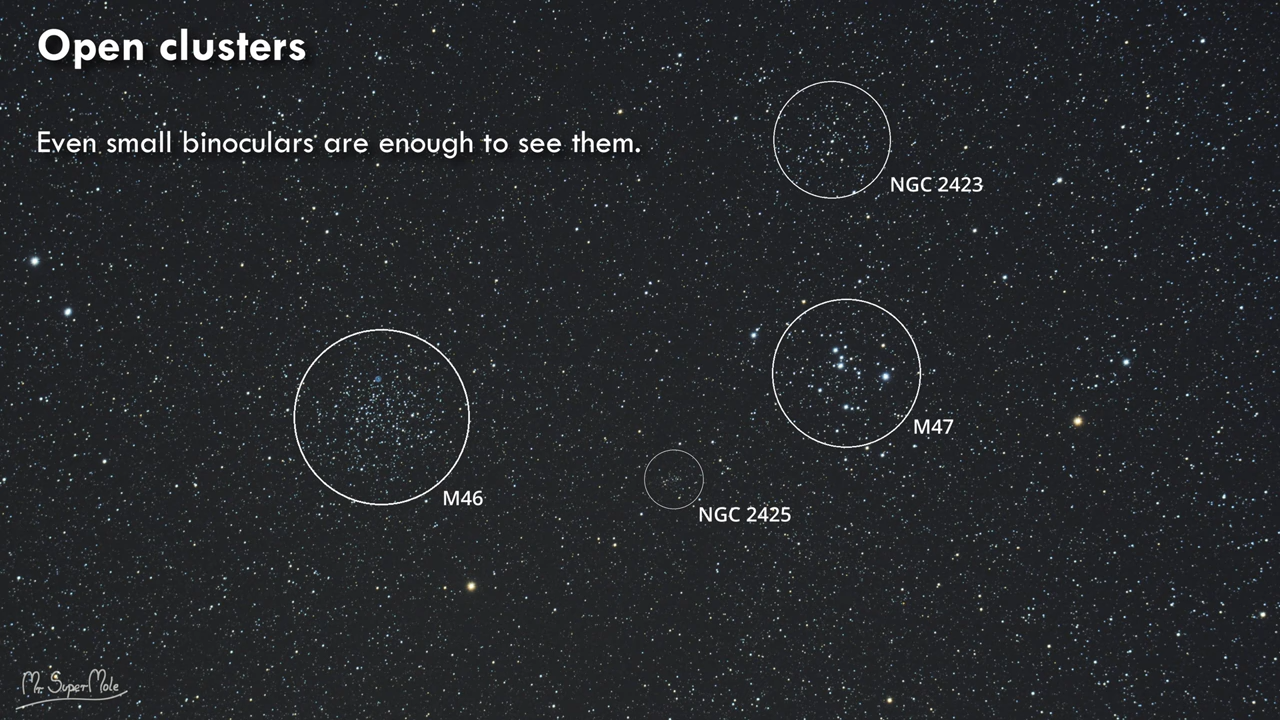 Open clusters
Even small binoculars are enough to see them.
NGC 2423
M47
M46
NGC 2425
Mr. SuperMole